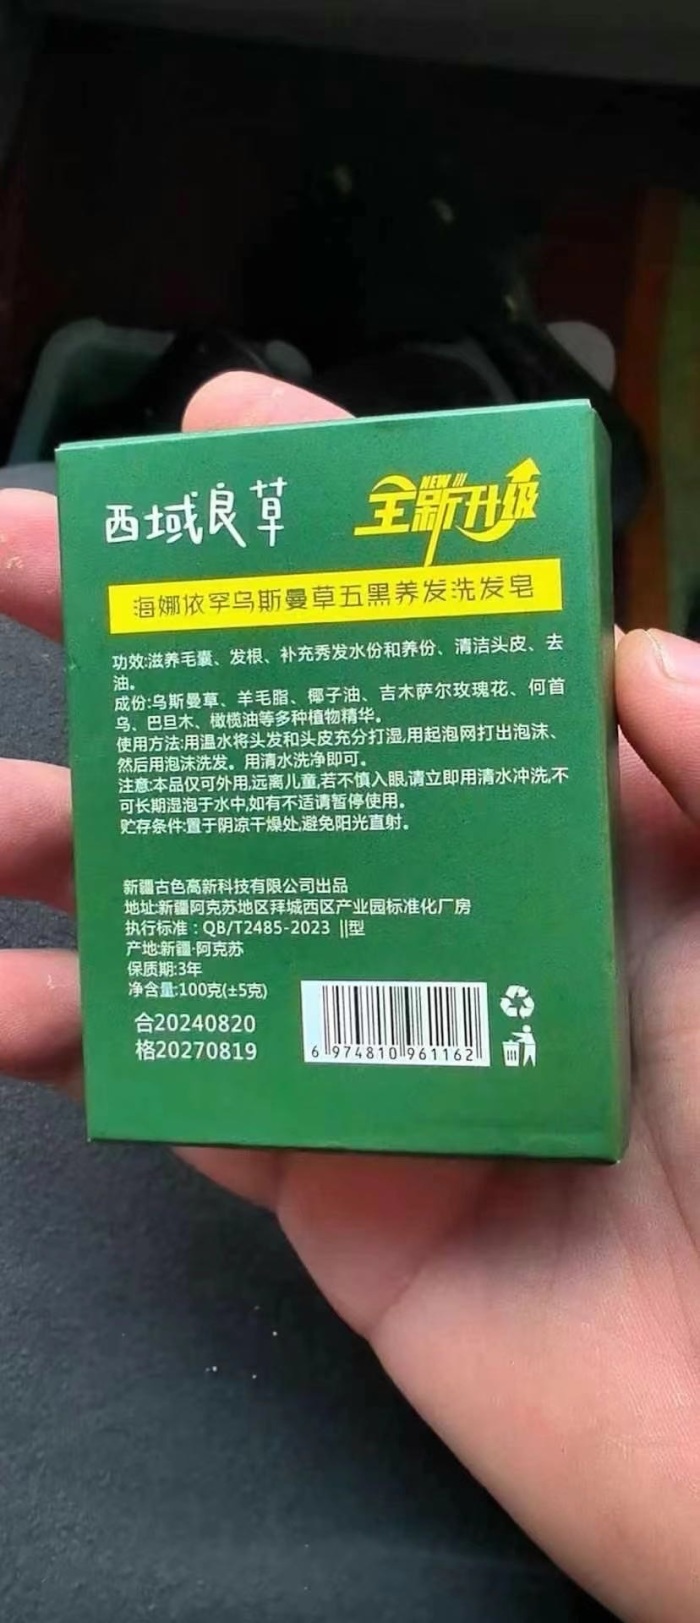 西域良草
NEW
全新升级
海娜依罕乌斯曼草五黑养发洗发皂
功效:滋养毛囊、发根、补充秀发水份和养份、清洁头皮、去
油。
成份:乌斯曼草、羊毛脂、椰子油、吉木萨尔玫瑰花、何首
乌、巴旦木、橄榄油等多种植物精华。
使用方法:用温水将头发和头皮充分打湿,用起泡网打出泡沫、
然后用泡沫洗发。用清水洗净即可。
注意:本品仅可外用,远离儿童,若不慎入眼,请立即用清水冲洗,不
可长期湿泡于水中,如有不适请暂停使用。
贮存条件:置于阴凉干燥处,避免阳光直射。
新疆古色高新科技有限公司出品
地址:新疆阿克苏地区拜城西区产业园标准化厂房
执行标准：QB/T2485-2023 ||型
产地:新疆·阿克苏
保质期:3年
净含量:100克(±5克)
合20240820
格20270819
6 974810 961162